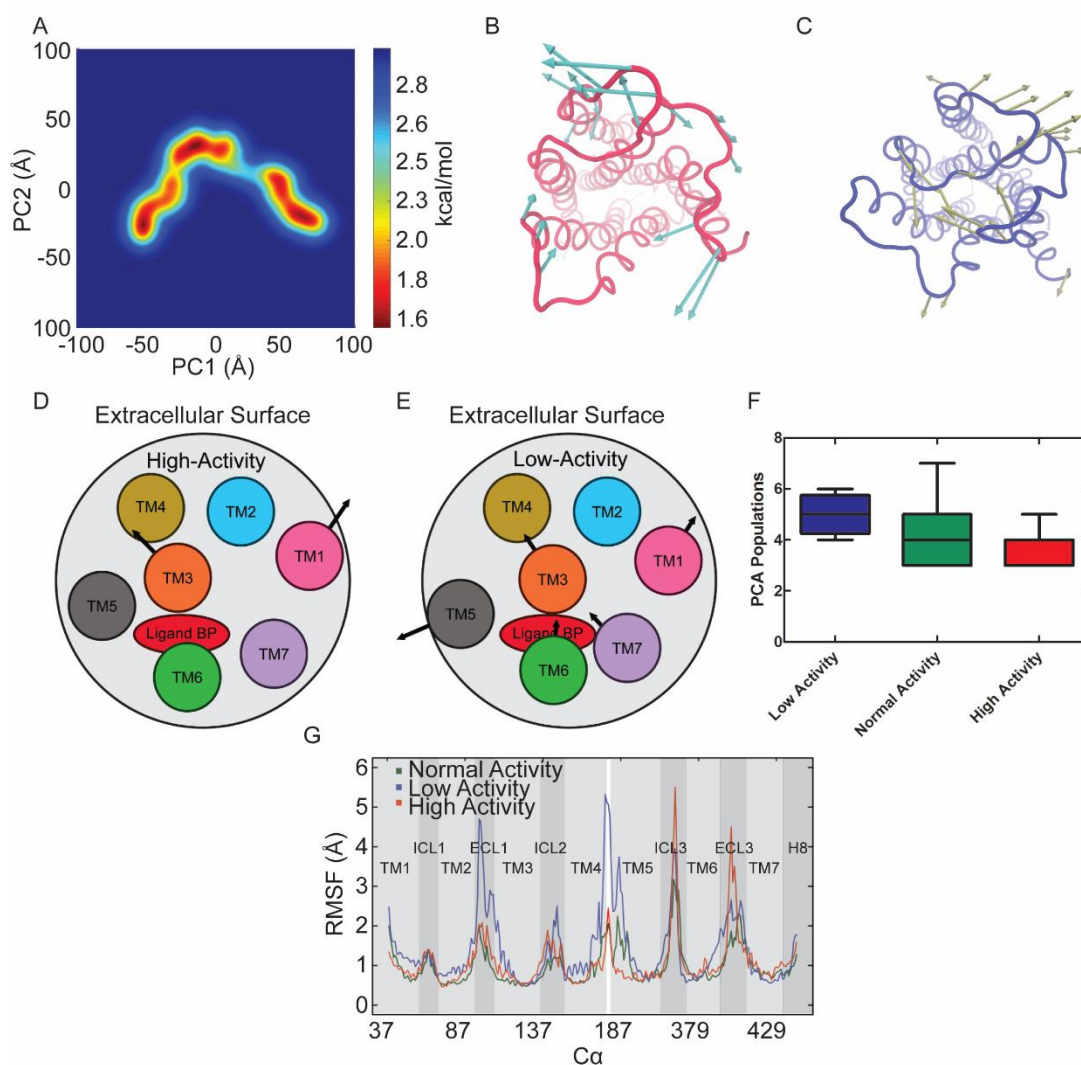 A
100
50
0
-50
100
PC2 (Å)
-100
-50
0
50
100
PC1 (Å)
2.8
2.6
2.5
2.4
2.2
2.0
1.8
1.6
kcal/mol
B
C
D
Extracellular Surface
High-Activity
TM4
TM2
TM1
TM3
TM5
Ligand BP
TM7
TM6
E
Extracellular Surface
Low-Activity
TM4
TM2
TM1
TM3
TM5
Ligand BP
TM7
TM6
F
8
6
4
2
0
PCA Populations
Low Activity
Normal Activity
High Activity
G
Normal Activity
Low Activity
High Activity
6
5
4
3
2
1
0
RMSF (Å)
ICL1
ECL1
ICL2
ICL3
ECL3
H8
TM1
TM2
TM3
TM4
TM5
TM6
TM7
37
87
137
187
379
429
Cα